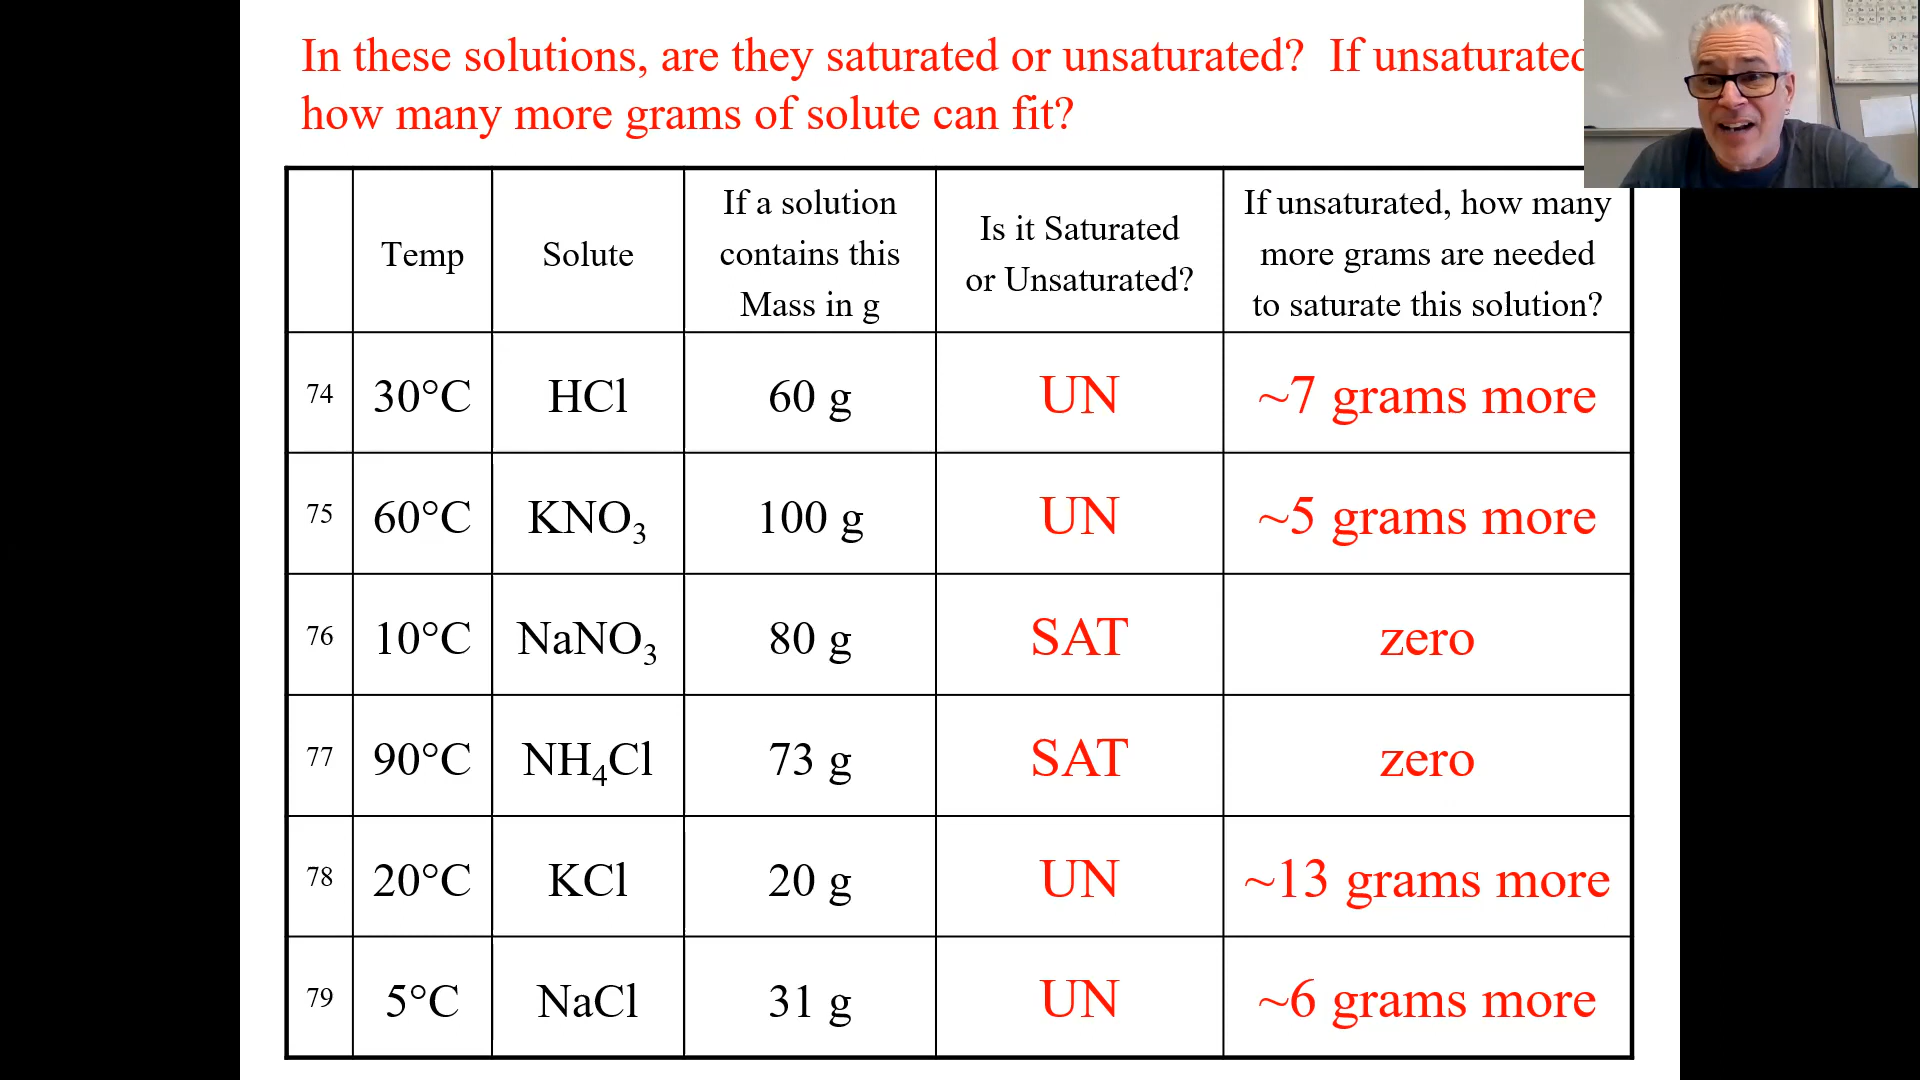 In these solutions, are they saturated or unsaturated? If unsaturated
how many more grams of solute can fit?
Temp
Solute
If a solution
contains this
Mass in g
Is it Saturated
or Unsaturated?
If unsaturated, how many
more grams are needed
to saturate this solution?
74 30°C HCl 60 g UN ~7 grams more
75 60°C KNO₃ 100 g UN ~5 grams more
76 10°C NaNO₃ 80 g SAT zero
77 90°C NH₄Cl 73 g SAT zero
78 20°C KCl 20 g UN ~13 grams more
79 5°C NaCl 31 g UN ~6 grams more